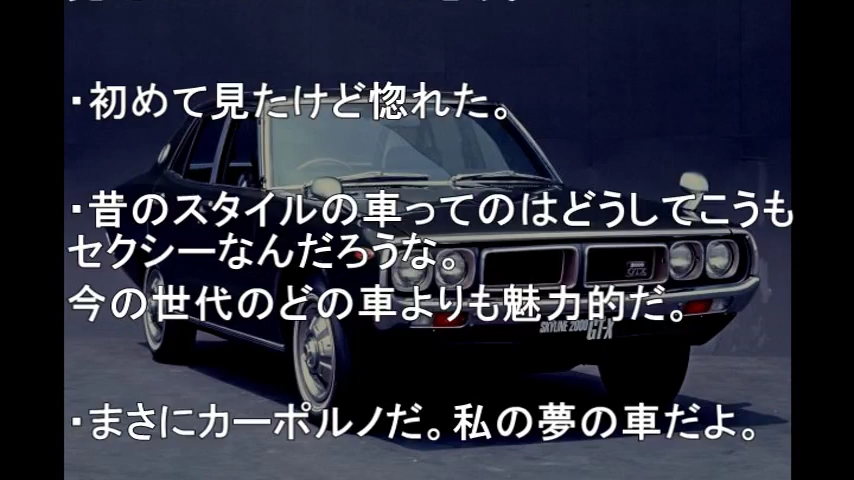 ・初めて見たけど惚れた。
・昔のスタイルの車ってのはどうしてこうも
セクシーなんだろうな。
今の世代のどの車よりも魅力的だ。
SKYLINE 2000 GT-X
・まさにカーポルノだ。私の夢の車だよ。